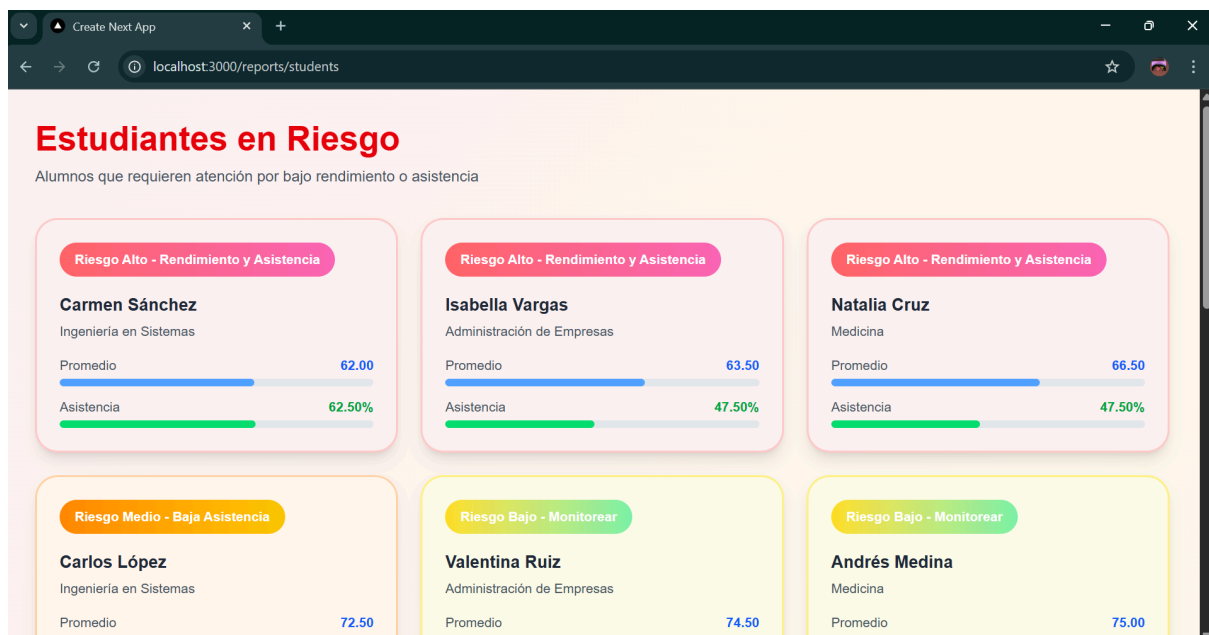 Create Next App
localhost:3000/reports/students
Estudiantes en Riesgo
Alumnos que requieren atención por bajo rendimiento o asistencia
Riesgo Alto - Rendimiento y Asistencia
Carmen Sánchez
Ingeniería en Sistemas
Promedio 62.00
Asistencia 62.50%
Riesgo Alto - Rendimiento y Asistencia
Isabella Vargas
Administración de Empresas
Promedio 63.50
Asistencia 47.50%
Riesgo Alto - Rendimiento y Asistencia
Natalia Cruz
Medicina
Promedio 66.50
Asistencia 47.50%
Riesgo Medio - Baja Asistencia
Carlos López
Ingeniería en Sistemas
Promedio 72.50
Riesgo Bajo - Monitorear
Valentina Ruiz
Administración de Empresas
Promedio 74.50
Riesgo Bajo - Monitorear
Andrés Medina
Medicina
Promedio 75.00